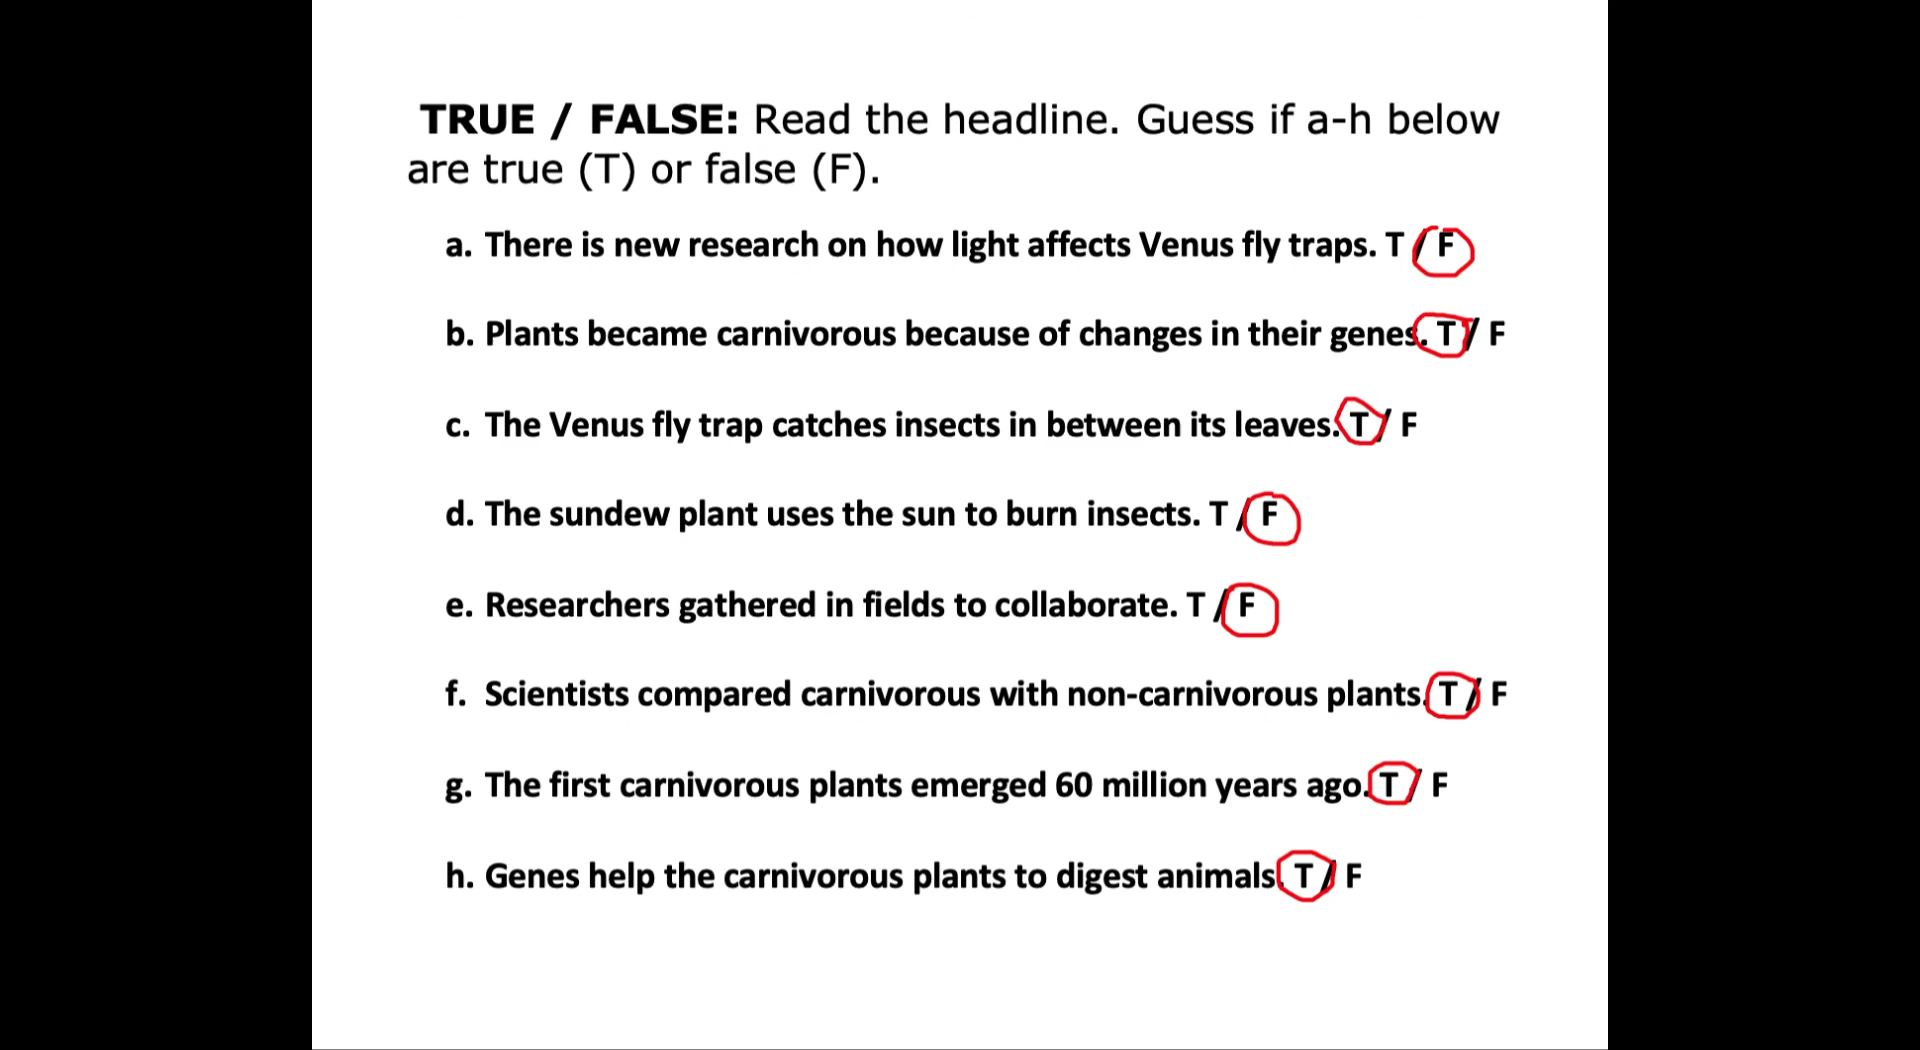 TRUE / FALSE: Read the headline. Guess if a-h below
are true (T) or false (F).
a. There is new research on how light affects Venus fly traps. T / F
b. Plants became carnivorous because of changes in their genes. T / F
c. The Venus fly trap catches insects in between its leaves. T / F
d. The sundew plant uses the sun to burn insects. T / F
e. Researchers gathered in fields to collaborate. T / F
f. Scientists compared carnivorous with non-carnivorous plants. T / F
g. The first carnivorous plants emerged 60 million years ago. T / F
h. Genes help the carnivorous plants to digest animals. T / F